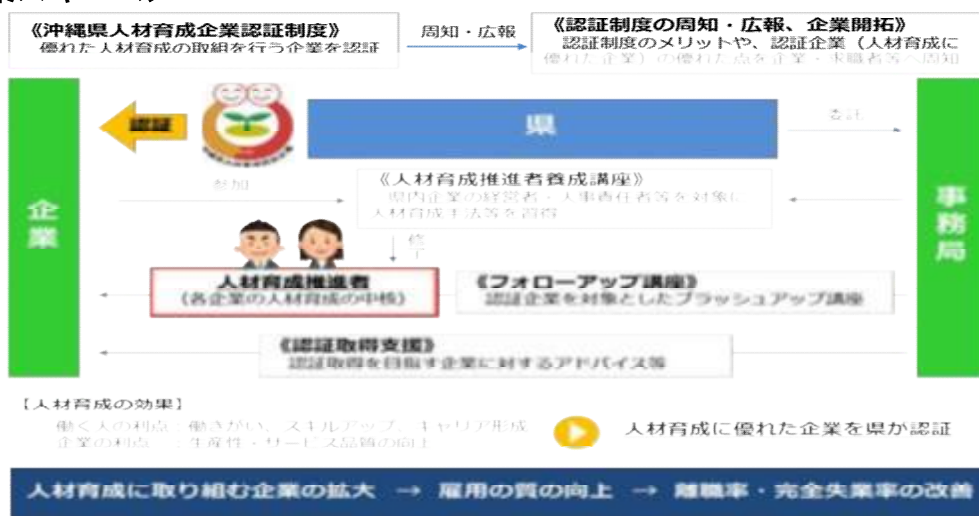 《沖縄県人材育成企業認証制度》
優れた人材育成の取組を行う企業を認証
周知・広報
《認証制度の周知・広報、企業開拓》
認証制度のメリットや、認証企業（人材育成に
優れた企業）の優れた点を企業・求職者等へ周知
認証
県
委託
企業
事務局
参加
《人材育成推進者養成講座》
県内企業の経営者・人事責任者等を対象に
人材育成手法等を習得
修了
人材育成推進者
（各企業の人材育成の中核）
《フォローアップ講座》
認証企業を対象としたブラッシュアップ講座
《認証取得支援》
認証取得を目指す企業に対するアドバイス等
【人材育成の効果】
働く人の利点：働きがい、スキルアップ、キャリア形成
企業の利点　：生産性・サービス品質の向上
人材育成に優れた企業を県が認証
人材育成に取り組む企業の拡大 → 雇用の質の向上 → 離職率・完全失業率の改善